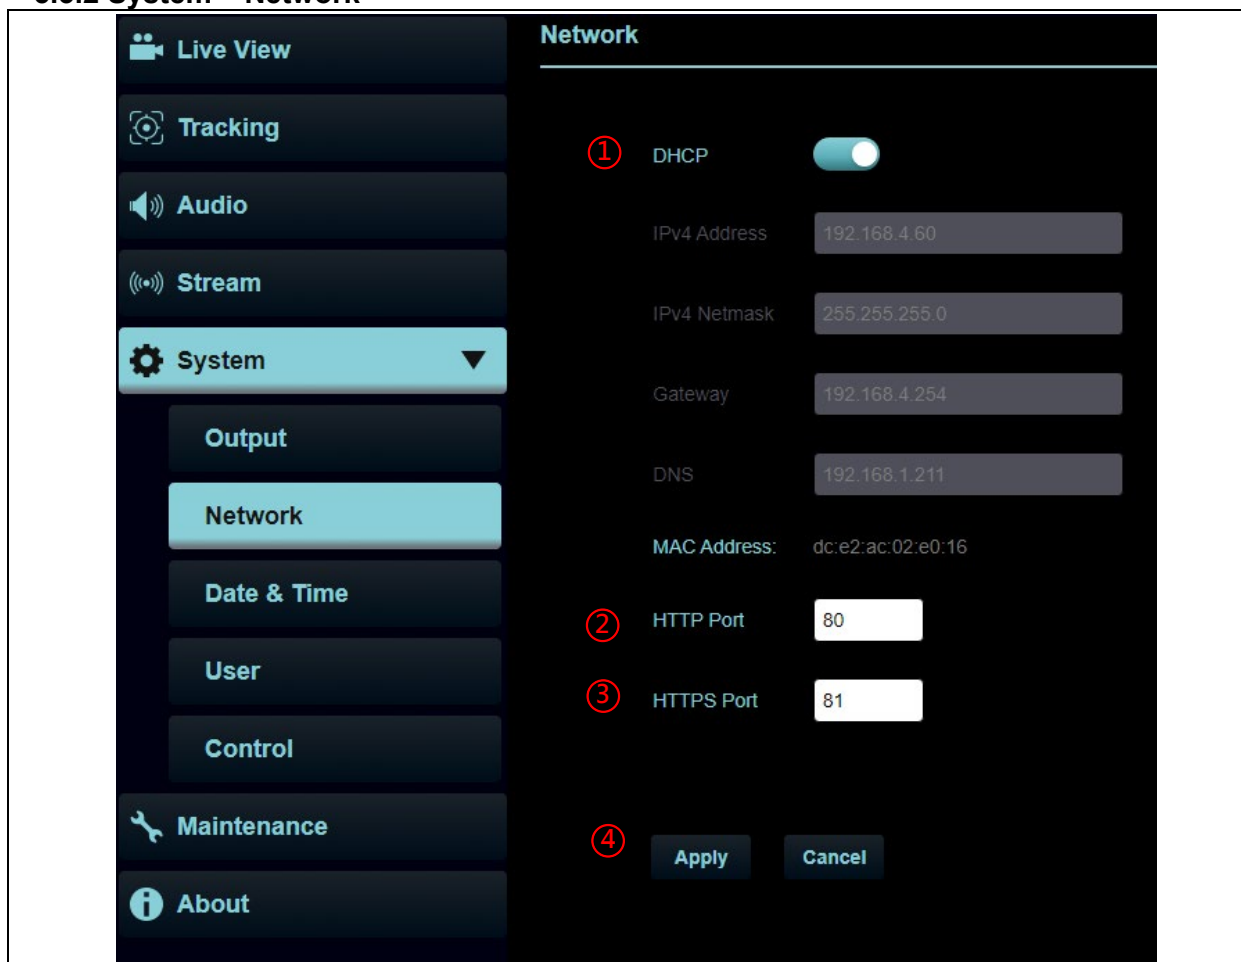 Live View
Tracking
Audio
Stream
System
Output
Network
Date & Time
User
Control
Maintenance
About
Network
① DHCP
IPv4 Address 192.168.4.60
IPv4 Netmask 255.255.255.0
Gateway 192.168.4.254
DNS 192.168.1.211
MAC Address: dc:e2:ac:02:e0:16
② HTTP Port 80
③ HTTPS Port 81
④ Apply Cancel